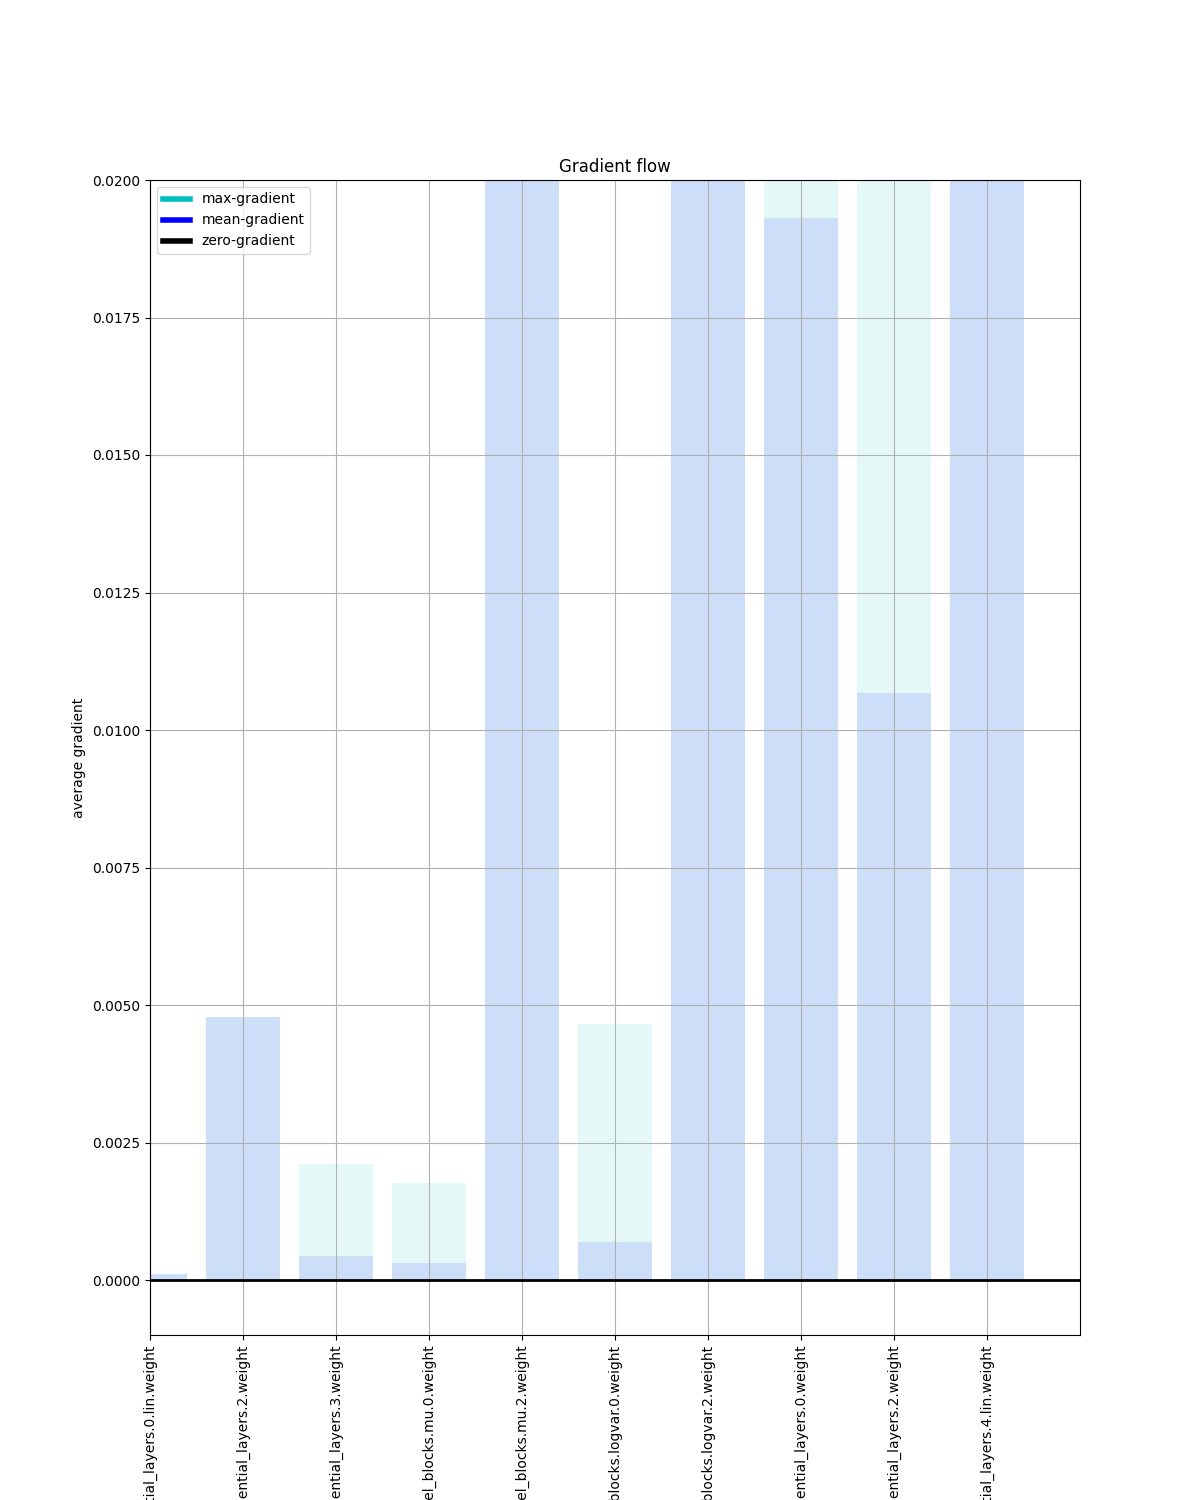 Gradient flow
max-gradient
mean-gradient
zero-gradient
0.0200
0.0175
0.0150
0.0125
0.0100
0.0075
0.0050
0.0025
0.0000
average gradient
tial_layers.0.lin.weight
ential_layers.2.weight
ential_layers.3.weight
el_blocks.mu.0.weight
el_blocks.mu.2.weight
blocks.logvar.0.weight
blocks.logvar.2.weight
ential_layers.0.weight
ential_layers.2.weight
tial_layers.4.lin.weight